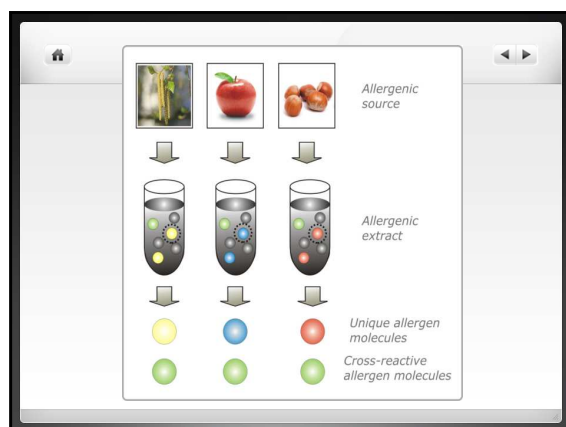 Allergenic
source
Allergenic
extract
Unique allergen
molecules
Cross-reactive
allergen molecules